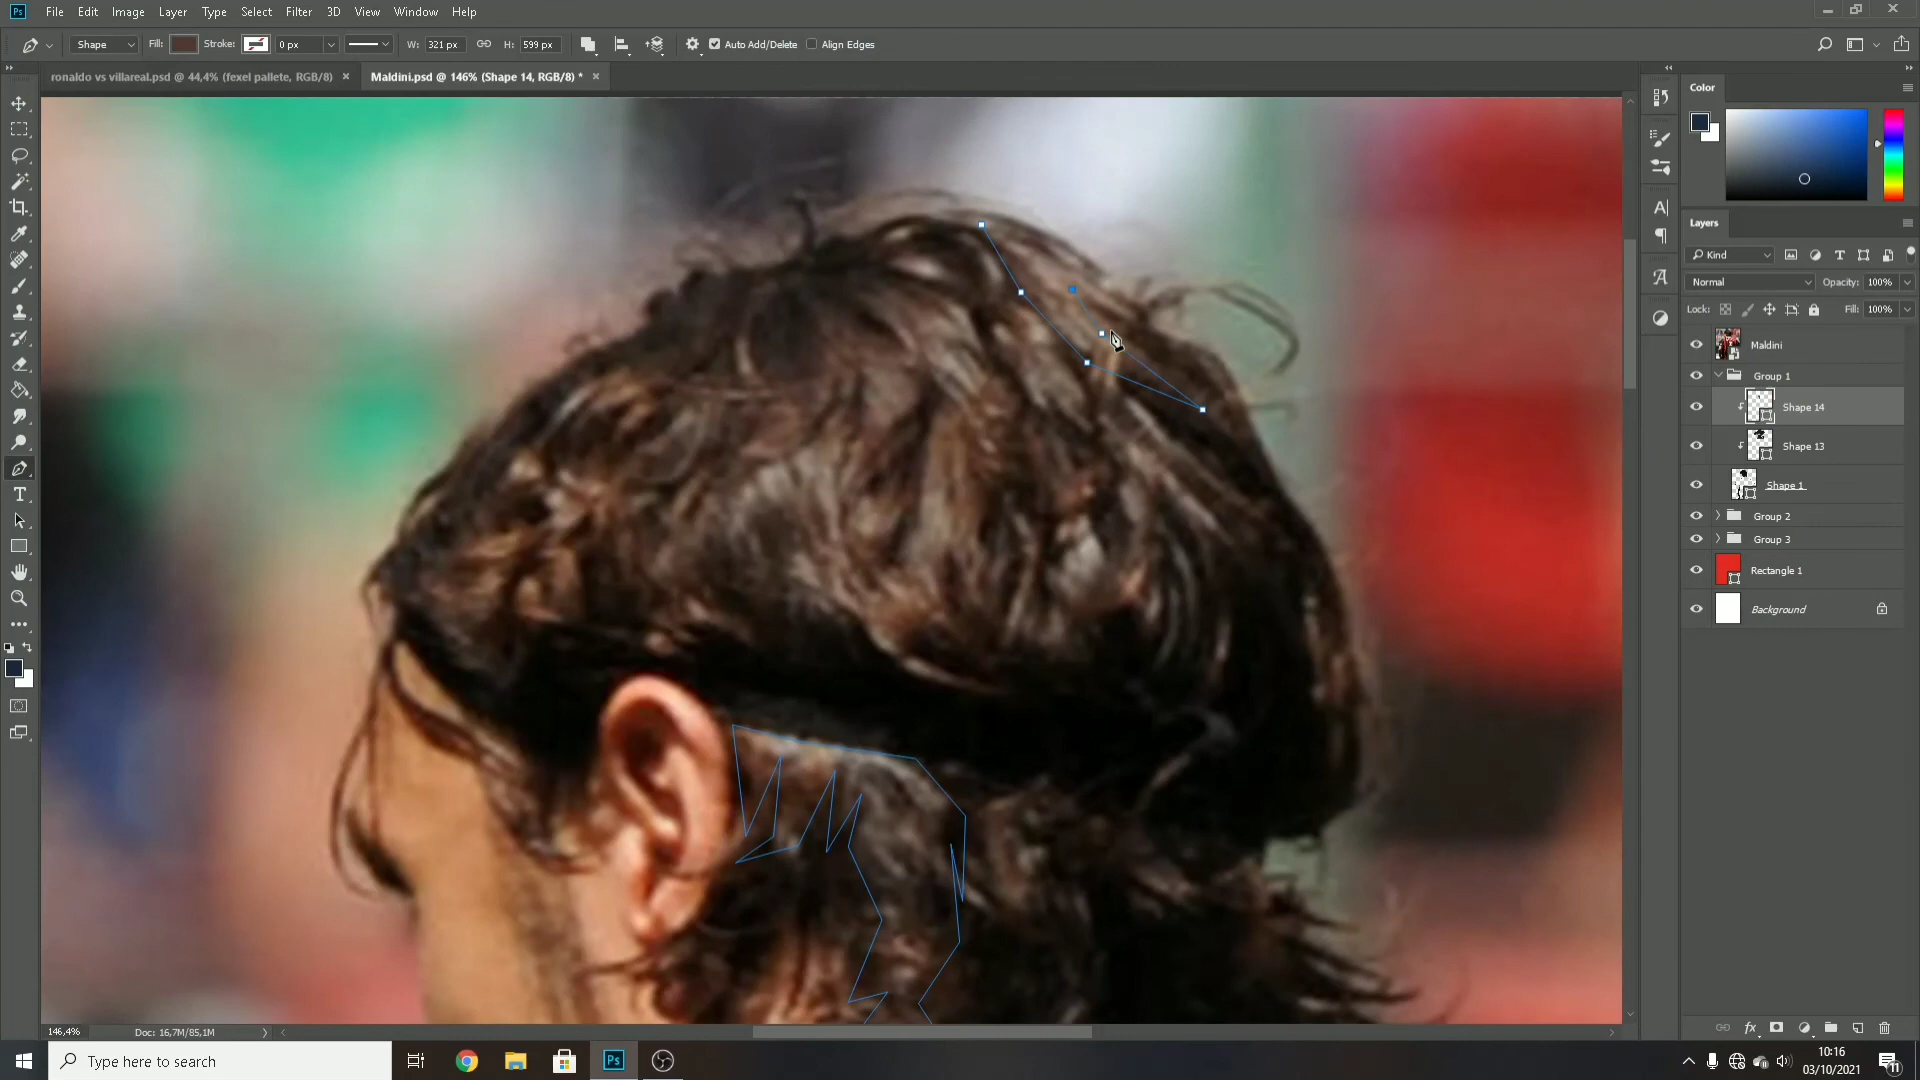 Ps File Edit Image Layer Type Select Filter 3D View Window Help
Shape Fill: Stroke: 0 px W: 321 px H: 599 px Auto Add/Delete Align Edges
ronaldo vs villareal.psd @ 44,4% (fexel pallete, RGB/8) × Maldini.psd @ 146% (Shape 14, RGB/8) * ×
Color
Layers
Kind
Normal Opacity: 100%
Lock: Fill: 100%
Maldini
Group 1
Shape 14
Shape 13
Shape 1
Group 2
Group 3
Rectangle 1
Background
146,4% Doc: 16,7M/85,1M
Type here to search
Ps
10:16
03/10/2021
11